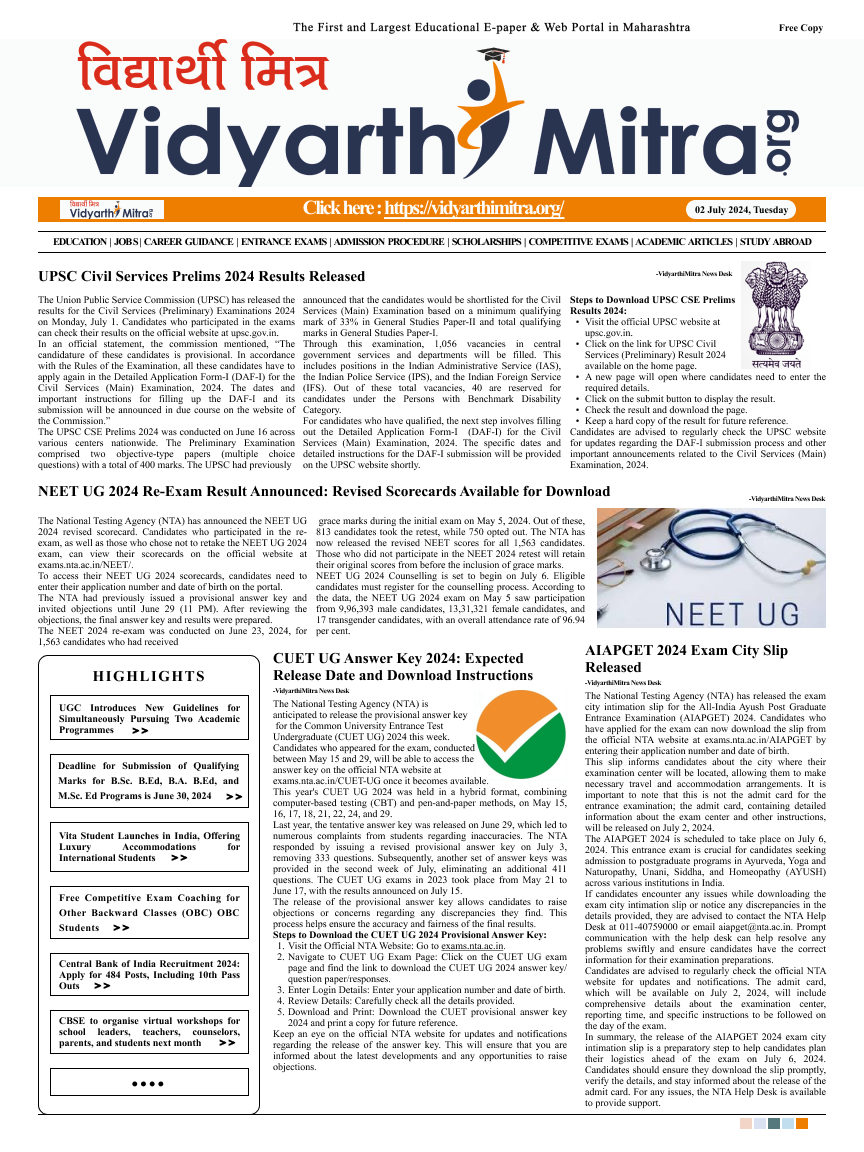 The First and Largest Educational E-paper & Web Portal in Maharashtra
Free Copy
विद्यार्थी मित्र
Vidyarthi Mitra.org
विद्यार्थी मित्र
Vidyarthi Mitra.org
Click here : https://vidyarthimitra.org/
02 July 2024, Tuesday
EDUCATION | JOBS | CAREER GUIDANCE | ENTRANCE EXAMS | ADMISSION PROCEDURE | SCHOLARSHIPS | COMPETITIVE EXAMS | ACADEMIC ARTICLES | STUDY ABROAD
UPSC Civil Services Prelims 2024 Results Released
-VidyarthiMitra News Desk
The Union Public Service Commission (UPSC) has released the
results for the Civil Services (Preliminary) Examinations 2024
on Monday, July 1. Candidates who participated in the exams
can check their results on the official website at upsc.gov.in.
In an official statement, the commission mentioned, “The
candidature of these candidates is provisional. In accordance
with the Rules of the Examination, all these candidates have to
apply again in the Detailed Application Form-I (DAF-I) for the
Civil Services (Main) Examination, 2024. The dates and
important instructions for filling up the DAF-I and its
submission will be announced in due course on the website of
the Commission.”
The UPSC CSE Prelims 2024 was conducted on June 16 across
various centers nationwide. The Preliminary Examination
comprised two objective-type papers (multiple choice
questions) with a total of 400 marks. The UPSC had previously
announced that the candidates would be shortlisted for the Civil
Services (Main) Examination based on a minimum qualifying
mark of 33% in General Studies Paper-II and total qualifying
marks in General Studies Paper-I.
Through this examination, 1,056 vacancies in central
government services and departments will be filled. This
includes positions in the Indian Administrative Service (IAS),
the Indian Police Service (IPS), and the Indian Foreign Service
(IFS). Out of these total vacancies, 40 are reserved for
candidates under the Persons with Benchmark Disability
Category.
For candidates who have qualified, the next step involves filling
out the Detailed Application Form-I (DAF-I) for the Civil
Services (Main) Examination, 2024. The specific dates and
detailed instructions for the DAF-I submission will be provided
on the UPSC website shortly.
Steps to Download UPSC CSE Prelims
Results 2024:
• Visit the official UPSC website at
upsc.gov.in.
• Click on the link for UPSC Civil
Services (Preliminary) Result 2024
available on the home page.
• A new page will open where candidates need to enter the
required details.
• Click on the submit button to display the result.
• Check the result and download the page.
• Keep a hard copy of the result for future reference.
Candidates are advised to regularly check the UPSC website
for updates regarding the DAF-I submission process and other
important announcements related to the Civil Services (Main)
Examination, 2024.
सत्यमेव जयते
NEET UG 2024 Re-Exam Result Announced: Revised Scorecards Available for Download
-VidyarthiMitra News Desk
The National Testing Agency (NTA) has announced the NEET UG
2024 revised scorecard. Candidates who participated in the re-
exam, as well as those who chose not to retake the NEET UG 2024
exam, can view their scorecards on the official website at
exams.nta.ac.in/NEET/.
To access their NEET UG 2024 scorecards, candidates need to
enter their application number and date of birth on the portal.
The NTA had previously issued a provisional answer key and
invited objections until June 29 (11 PM). After reviewing the
objections, the final answer key and results were prepared.
The NEET 2024 re-exam was conducted on June 23, 2024, for
1,563 candidates who had received
grace marks during the initial exam on May 5, 2024. Out of these,
813 candidates took the retest, while 750 opted out. The NTA has
now released the revised NEET scores for all 1,563 candidates.
Those who did not participate in the NEET 2024 retest will retain
their original scores from before the inclusion of grace marks.
NEET UG 2024 Counselling is set to begin on July 6. Eligible
candidates must register for the counselling process. According to
the data, the NEET UG 2024 exam on May 5 saw participation
from 9,96,393 male candidates, 13,31,321 female candidates, and
17 transgender candidates, with an overall attendance rate of 96.94
per cent.
NEET UG
HIGHLIGHTS
UGC Introduces New Guidelines for
Simultaneously Pursuing Two Academic
Programmes >>
Deadline for Submission of Qualifying
Marks for B.Sc. B.Ed, B.A. B.Ed, and
M.Sc. Ed Programs is June 30, 2024 >>
Vita Student Launches in India, Offering
Luxury Accommodations for
International Students >>
Free Competitive Exam Coaching for
Other Backward Classes (OBC) OBC
Students >>
Central Bank of India Recruitment 2024:
Apply for 484 Posts, Including 10th Pass
Outs >>
CBSE to organise virtual workshops for
school leaders, teachers, counselors,
parents, and students next month >>
••••
CUET UG Answer Key 2024: Expected
Release Date and Download Instructions
-VidyarthiMitra News Desk
The National Testing Agency (NTA) is
anticipated to release the provisional answer key
for the Common University Entrance Test
Undergraduate (CUET UG) 2024 this week.
Candidates who appeared for the exam, conducted
between May 15 and 29, will be able to access the
answer key on the official NTA website at
exams.nta.ac.in/CUET-UG once it becomes available.
This year's CUET UG 2024 was held in a hybrid format, combining
computer-based testing (CBT) and pen-and-paper methods, on May 15,
16, 17, 18, 21, 22, 24, and 29.
Last year, the tentative answer key was released on June 29, which led to
numerous complaints from students regarding inaccuracies. The NTA
responded by issuing a revised provisional answer key on July 3,
removing 333 questions. Subsequently, another set of answer keys was
provided in the second week of July, eliminating an additional 411
questions. The CUET UG exams in 2023 took place from May 21 to
June 17, with the results announced on July 15.
The release of the provisional answer key allows candidates to raise
objections or concerns regarding any discrepancies they find. This
process helps ensure the accuracy and fairness of the final results.
Steps to Download the CUET UG 2024 Provisional Answer Key:
1. Visit the Official NTA Website: Go to exams.nta.ac.in.
2. Navigate to CUET UG Exam Page: Click on the CUET UG exam
page and find the link to download the CUET UG 2024 answer key/
question paper/responses.
3. Enter Login Details: Enter your application number and date of birth.
4. Review Details: Carefully check all the details provided.
5. Download and Print: Download the CUET provisional answer key
2024 and print a copy for future reference.
Keep an eye on the official NTA website for updates and notifications
regarding the release of the answer key. This will ensure that you are
informed about the latest developments and any opportunities to raise
objections.
AIAPGET 2024 Exam City Slip
Released
-VidyarthiMitra News Desk
The National Testing Agency (NTA) has released the exam
city intimation slip for the All-India Ayush Post Graduate
Entrance Examination (AIAPGET) 2024. Candidates who
have applied for the exam can now download the slip from
the official NTA website at exams.nta.ac.in/AIAPGET by
entering their application number and date of birth.
This slip informs candidates about the city where their
examination center will be located, allowing them to make
necessary travel and accommodation arrangements. It is
important to note that this is not the admit card for the
entrance examination; the admit card, containing detailed
information about the exam center and other instructions,
will be released on July 2, 2024.
The AIAPGET 2024 is scheduled to take place on July 6,
2024. This entrance exam is crucial for candidates seeking
admission to postgraduate programs in Ayurveda, Yoga and
Naturopathy, Unani, Siddha, and Homeopathy (AYUSH)
across various institutions in India.
If candidates encounter any issues while downloading the
exam city intimation slip or notice any discrepancies in the
details provided, they are advised to contact the NTA Help
Desk at 011-40759000 or email aiapget@nta.ac.in. Prompt
communication with the help desk can help resolve any
problems swiftly and ensure candidates have the correct
information for their examination preparations.
Candidates are advised to regularly check the official NTA
website for updates and notifications. The admit card,
which will be available on July 2, 2024, will include
comprehensive details about the examination center,
reporting time, and specific instructions to be followed on
the day of the exam.
In summary, the release of the AIAPGET 2024 exam city
intimation slip is a preparatory step to help candidates plan
their logistics ahead of the exam on July 6, 2024.
Candidates should ensure they download the slip promptly,
verify the details, and stay informed about the release of the
admit card. For any issues, the NTA Help Desk is available
to provide support.